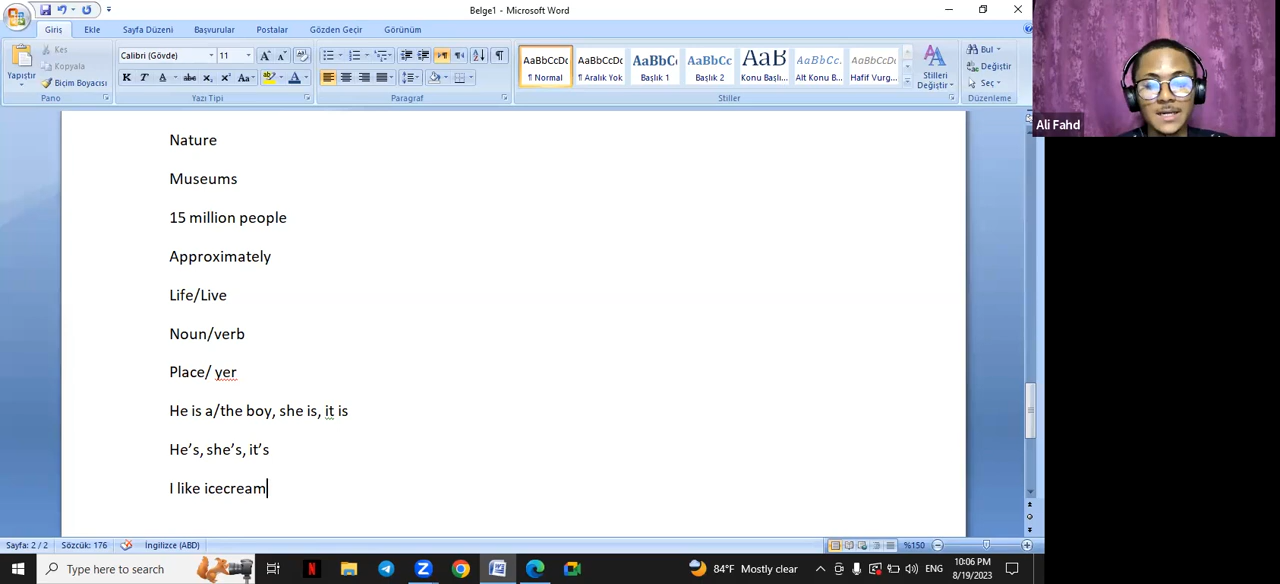 Belge1 - Microsoft Word
Giriş Ekle Sayfa Düzeni Başvurular Postalar Gözden Geçir Görünüm
Yapıştır
Kes
Kopyala
Biçim Boyacısı
Pano
Calibri (Gövde) 11
Yazı Tipi
Paragraf
AaBbCcDc AaBbCcDc AaBbC AaBbCc AaB AaBbCc. AaBbCcDc
¶ Normal ¶ Aralık Yok Başlık 1 Başlık 2 Konu Başlı... Alt Konu B... Hafif Vurg...
Stilleri Değiştir
Stiller
Bul
Değiştir
Seç
Düzenleme
Ali Fahd
Nature
Museums
15 million people
Approximately
Life/Live
Noun/verb
Place/ yer
He is a/the boy, she is, it is
He’s, she’s, it’s
I like icecream
Sayfa: 2 / 2 Sözcük: 176 İngilizce (ABD) %150
Type here to search
84°F Mostly clear ENG
10:06 PM
8/19/2023